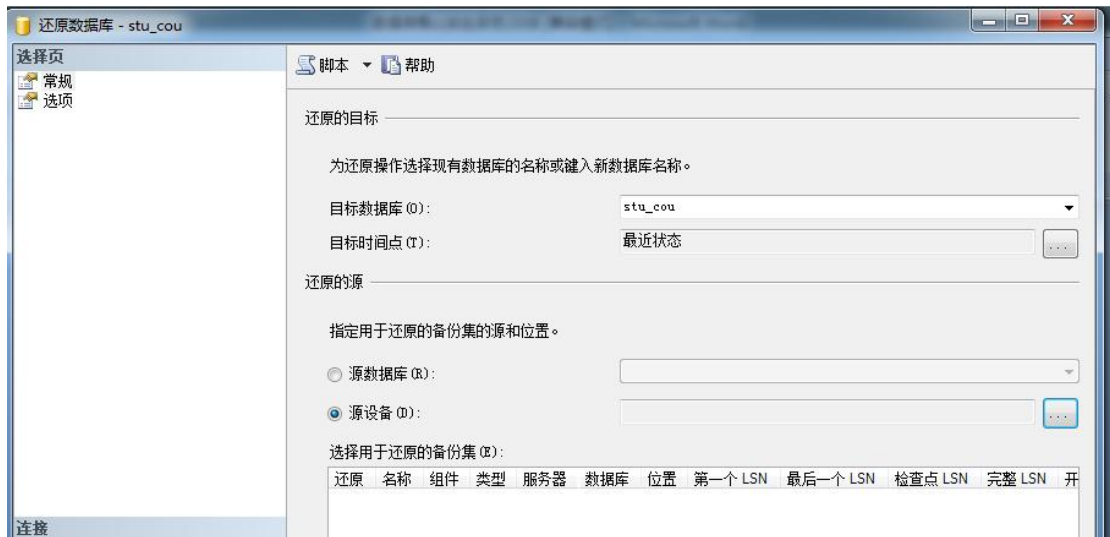 还原数据库 - stu_cou
选择页
常规
选项
连接
脚本 帮助
还原的目标
为还原操作选择现有数据库的名称或键入新数据库名称。
目标数据库(O): stu_cou
目标时间点(T): 最近状态 ...
还原的源
指定用于还原的备份集的源和位置。
源数据库(R):
源设备(D): ...
选择用于还原的备份集(E):
还原 名称 组件 类型 服务器 数据库 位置 第一个 LSN 最后一个 LSN 检查点 LSN 完整 LSN 开